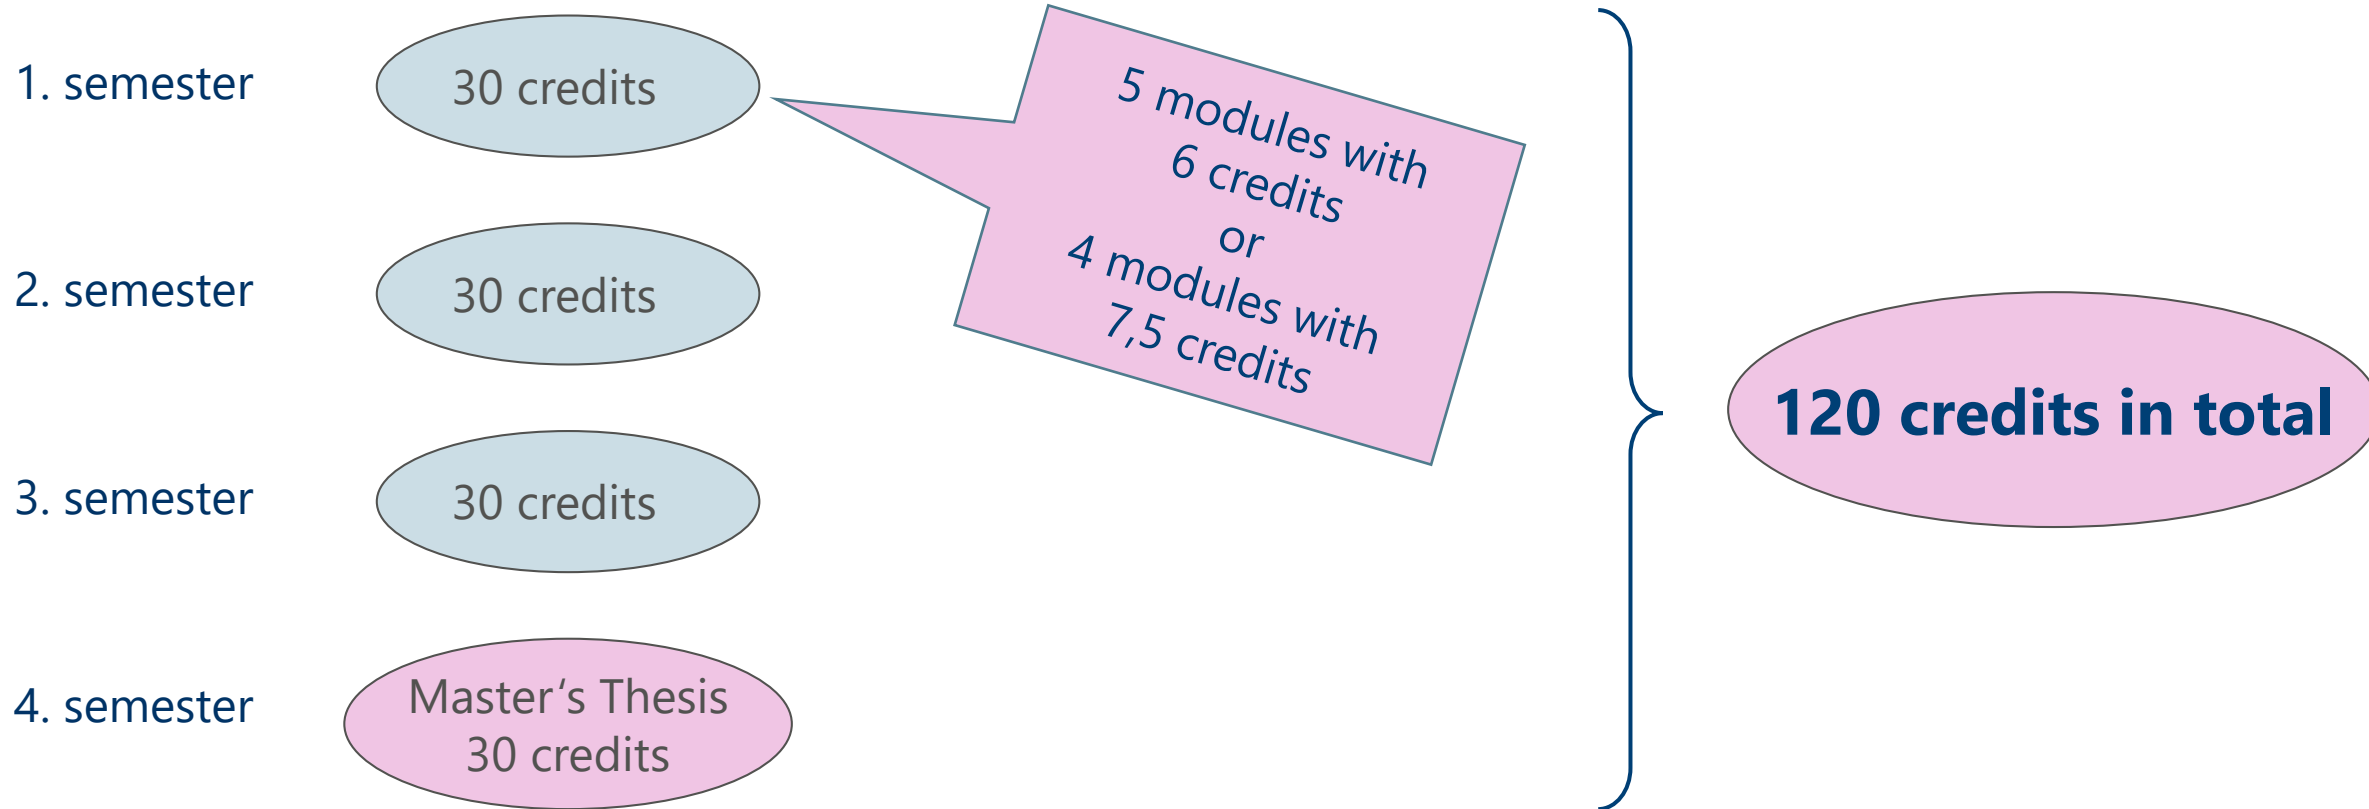 1. semester
30 credits
5 modules with
6 credits
or
4 modules with
7,5 credits
2. semester
30 credits
3. semester
30 credits
4. semester
Master‘s Thesis
30 credits
120 credits in total